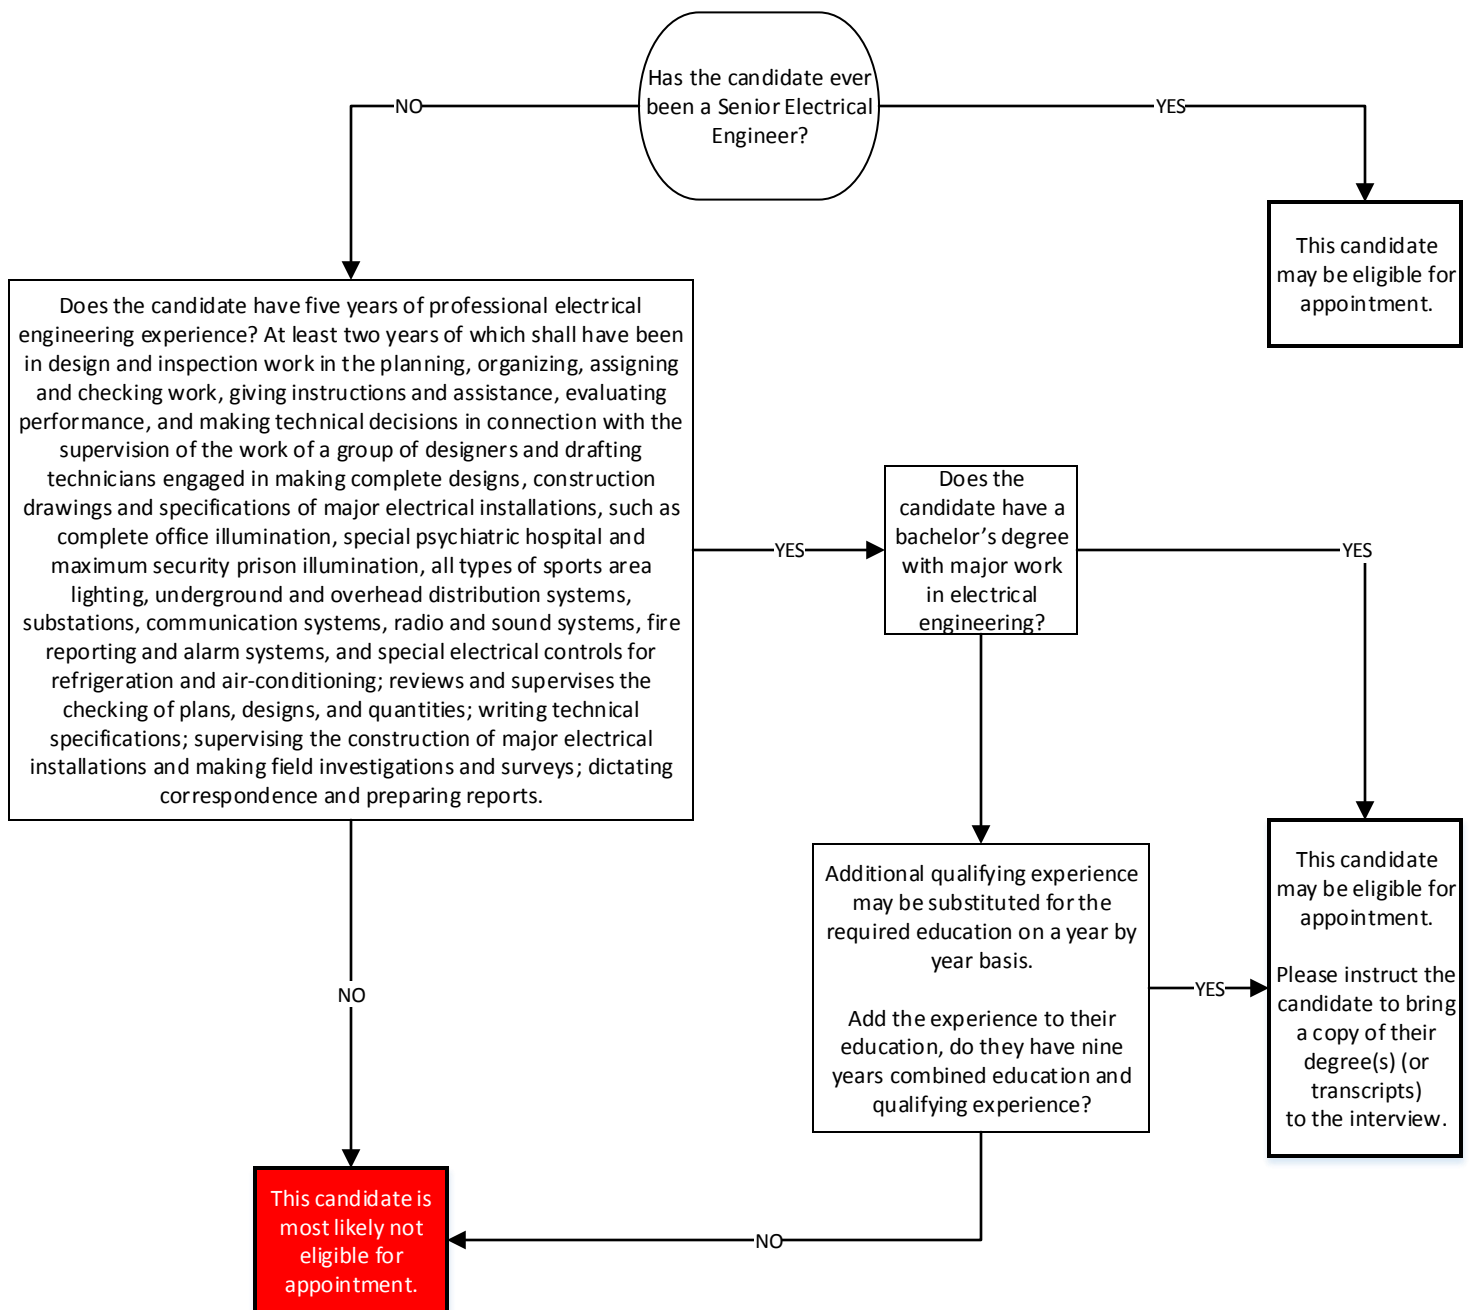 Has the candidate ever
been a Senior Electrical
Engineer?
NO
YES
This candidate
may be eligible for
appointment.
Does the candidate have five years of professional electrical
engineering experience? At least two years of which shall have been
in design and inspection work in the planning, organizing, assigning
and checking work, giving instructions and assistance, evaluating
performance, and making technical decisions in connection with the
supervision of the work of a group of designers and drafting
technicians engaged in making complete designs, construction
drawings and specifications of major electrical installations, such as
complete office illumination, special psychiatric hospital and
maximum security prison illumination, all types of sports area
lighting, underground and overhead distribution systems,
substations, communication systems, radio and sound systems, fire
reporting and alarm systems, and special electrical controls for
refrigeration and air-conditioning; reviews and supervises the
checking of plans, designs, and quantities; writing technical
specifications; supervising the construction of major electrical
installations and making field investigations and surveys; dictating
correspondence and preparing reports.
YES
Does the
candidate have a
bachelor’s degree
with major work
in electrical
engineering?
YES
Additional qualifying experience
may be substituted for the
required education on a year by
year basis.
Add the experience to their
education, do they have nine
years combined education and
qualifying experience?
YES
This candidate
may be eligible for
appointment.
Please instruct the
candidate to bring
a copy of their
degree(s) (or
transcripts)
to the interview.
NO
NO
This candidate is
most likely not
eligible for
appointment.